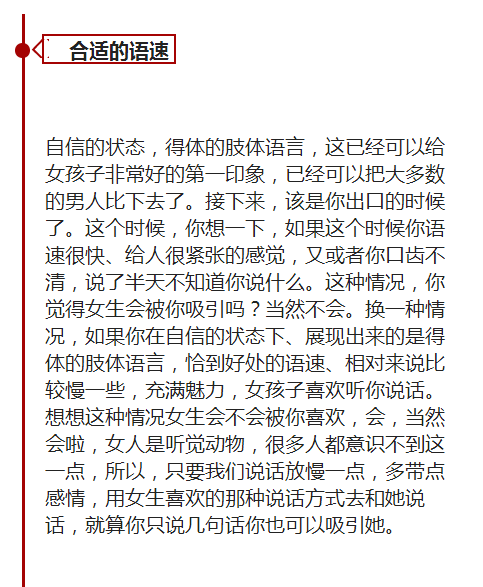 合适的语速
自信的状态，得体的肢体语言，这已经可以给
女孩子非常好的第一印象，已经可以把大多数
的男人比下去了。接下来，该是你出口的时候
了。这个时候，你想一下，如果这个时候你语
速很快、给人很紧张的感觉，又或者你口齿不
清，说了半天不知道你说什么。这种情况，你
觉得女生会被你吸引吗？当然不会。换一种情
况，如果你在自信的状态下、展现出来的是得
体的肢体语言，恰到好处的语速、相对来说比
较慢一些，充满魅力，女孩子喜欢听你说话。
想想这种情况女生会不会被你喜欢，会，当然
会啦，女人是听觉动物，很多人都意识不到这
一点，所以，只要我们说话放慢一点，多带点
感情，用女生喜欢的那种说话方式去和她说
话，就算你只说几句话你也可以吸引她。